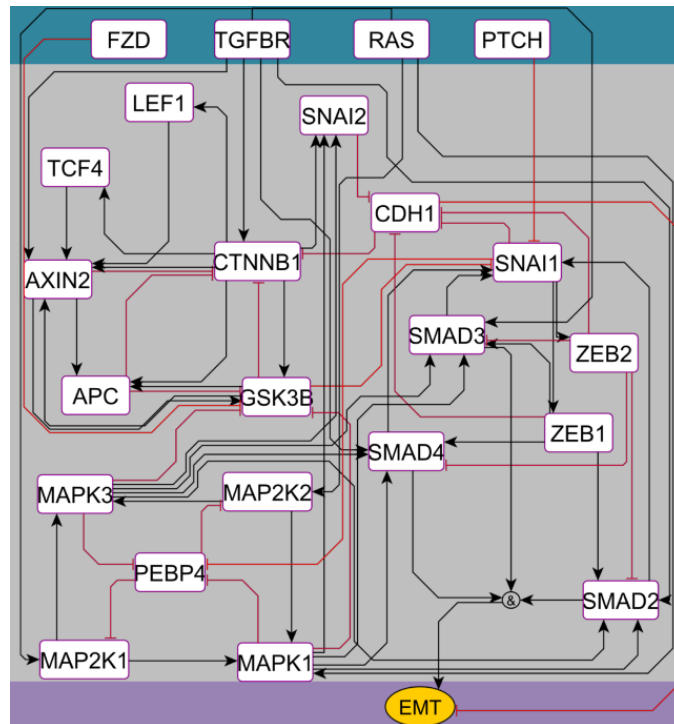 FZD TGFBR RAS PTCH
LEF1
SNAI2
TCF4
CDH1
CTNNB1 SNAI1
AXIN2
SMAD3
ZEB2
APC GSK3B
ZEB1
SMAD4
MAPK3 MAP2K2
PEBP4
& SMAD2
MAP2K1 MAPK1
EMT